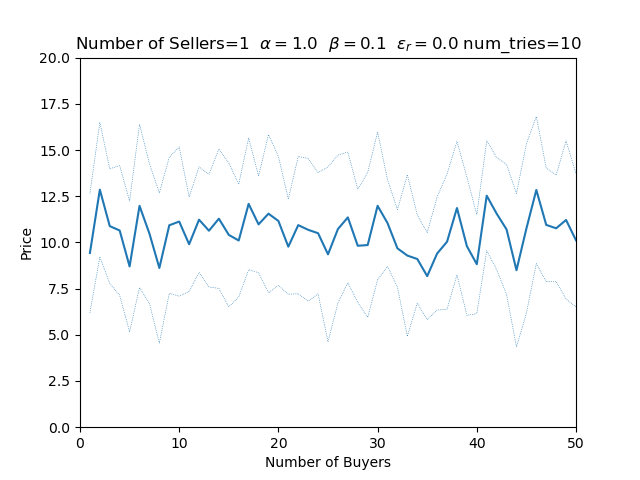 Number of Sellers=1 α = 1.0 β = 0.1 ε_r = 0.0 num_tries=10
20.0
17.5
15.0
12.5
10.0
7.5
5.0
2.5
0.0
Price
0 10 20 30 40 50
Number of Buyers